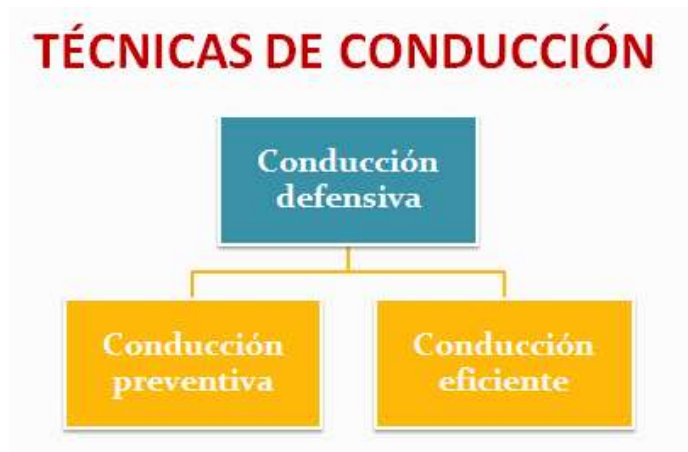 TÉCNICAS DE CONDUCCIÓN
Conducción
defensiva
Conducción
preventiva
Conducción
eficiente